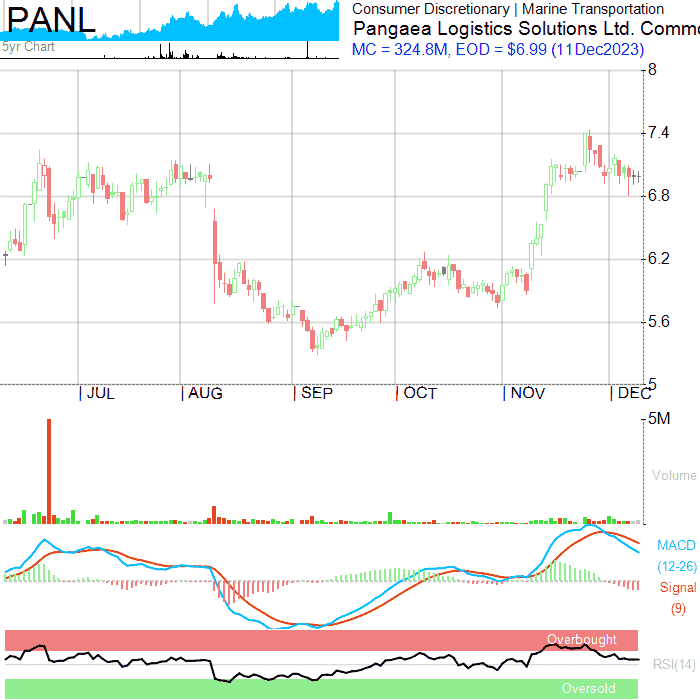 PANL
5yr Chart
Consumer Discretionary | Marine Transportation
Pangaea Logistics Solutions Ltd. Commo
MC = 324.8M, EOD = $6.99 (11Dec2023)
8
7.4
6.8
6.2
5.6
5
| JUL | AUG | SEP | OCT | NOV | DEC
5M
Volume
MACD
(12-26)
Signal
(9)
Overbought
RSI(14)
Oversold